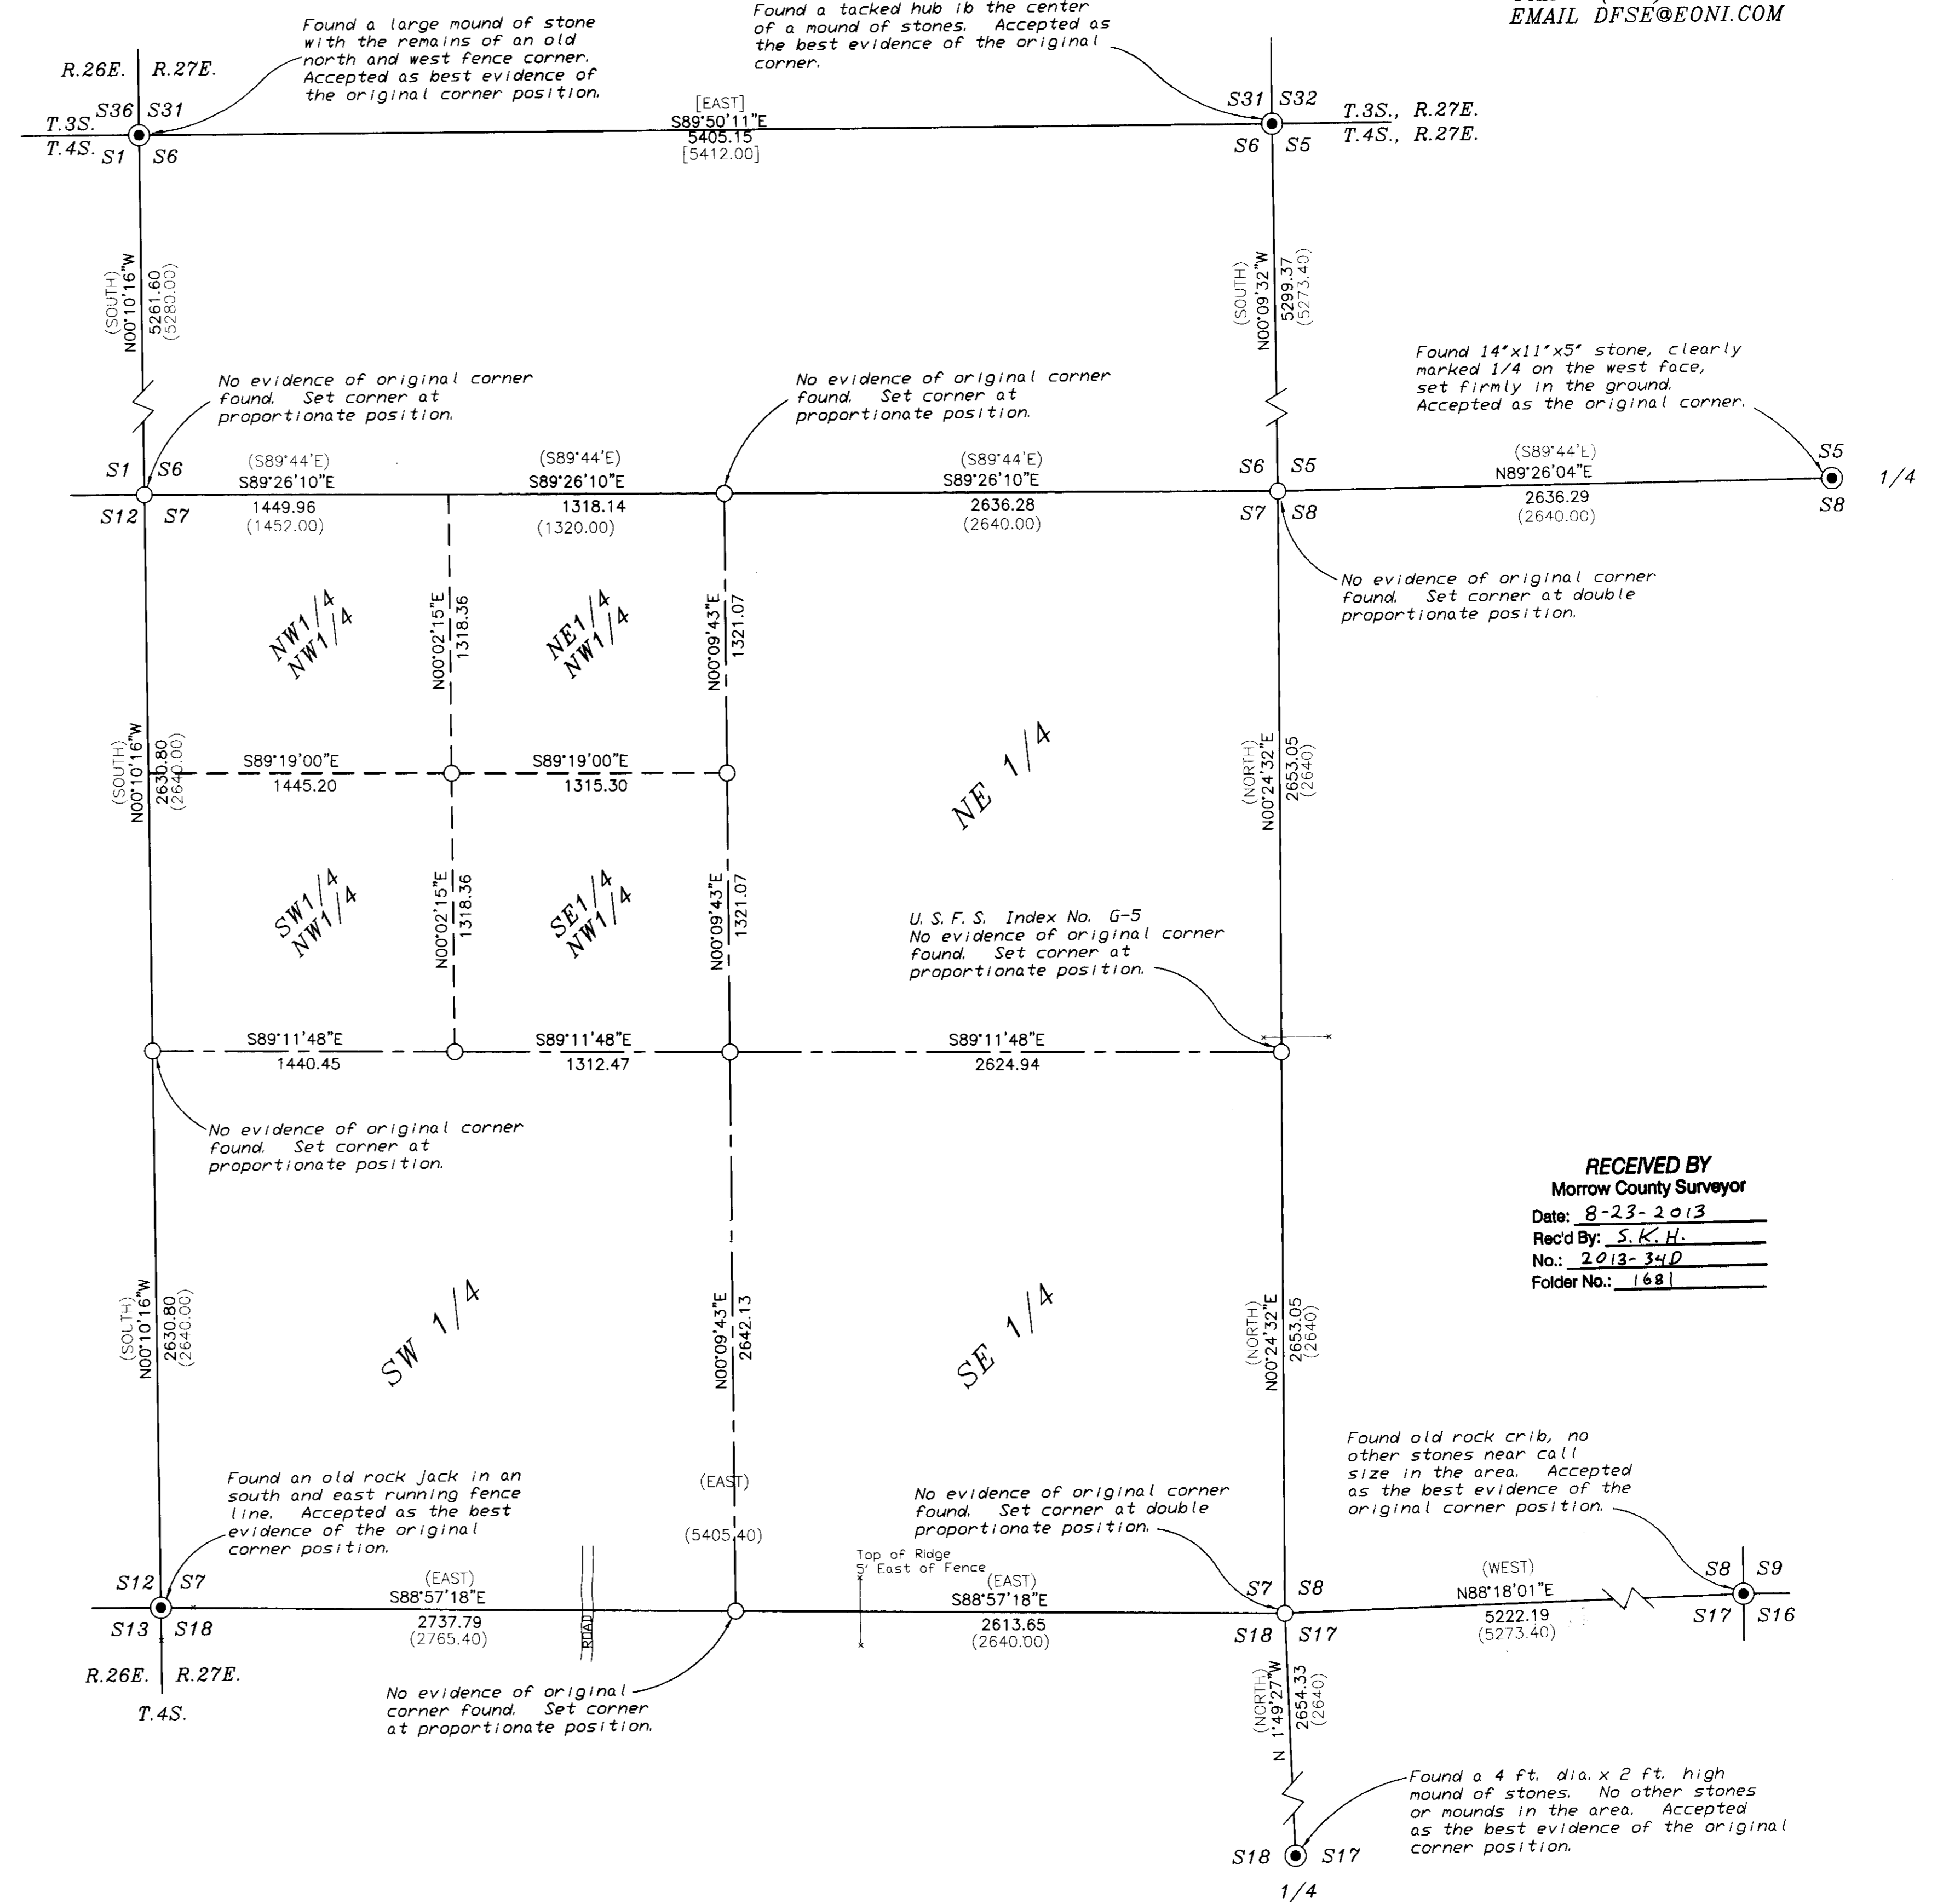 EMAIL DFSE@EONI.COM
Found a large mound of stone
with the remains of an old
north and west fence corner.
Accepted as best evidence of
the original corner position.
Found a tacked hub ib the center
of a mound of stones. Accepted as
the best evidence of the original
corner.
R.26E. R.27E.
S36 S31
T.3S.
T.4S. S1 S6
[EAST]
S89°50'11"E
5405.15
[5412.00]
S31 S32
T.3S., R.27E.
T.4S., R.27E.
S6 S5
(SOUTH)
N00°10'16"W
5261.60
(5280.00)
(SOUTH)
N00°09'32"W
5299.37
(5273.40)
Found 14"x11"x5" stone, clearly
marked 1/4 on the west face,
set firmly in the ground.
Accepted as the original corner.
No evidence of original corner
found. Set corner at
proportionate position.
No evidence of original corner
found. Set corner at
proportionate position.
S1 S6
S12 S7
(S89°44'E)
S89°26'10"E
1449.96
(1452.00)
(S89°44'E)
S89°26'10"E
1318.14
(1320.00)
(S89°44'E)
S89°26'10"E
2636.28
(2640.00)
S6 S5
S7 S8
(S89°44'E)
N89°26'04"E
2636.29
(2640.00)
S5
1/4
S8
No evidence of original corner
found. Set corner at double
proportionate position.
NW1/4
NW1/4
N00°02'15"E
1318.36
NE1/4
NW1/4
N00°09'43"E
1321.07
NE 1/4
(SOUTH)
N00°10'16"W
2630.80
(2640.00)
(NORTH)
N00°24'32"E
2653.05
(2640)
S89°19'00"E
1445.20
S89°19'00"E
1315.30
SW1/4
NW1/4
N00°02'15"E
1318.36
SE1/4
NW1/4
N00°09'43"E
1321.07
U.S.F.S. Index No. G-5
No evidence of original corner
found. Set corner at
proportionate position.
S89°11'48"E
1440.45
S89°11'48"E
1312.47
S89°11'48"E
2624.94
No evidence of original corner
found. Set corner at
proportionate position.
RECEIVED BY
Morrow County Surveyor
Date: 8-23-2013
Rec'd By: S.K.H.
No.: 2013-34D
Folder No.: 1681
(SOUTH)
N00°10'16"W
2630.80
(2640.00)
SW 1/4
N00°09'43"E
2642.13
SE 1/4
(NORTH)
N00°24'32"E
2653.05
(2640)
Found an old rock jack in an
south and east running fence
line. Accepted as the best
evidence of the original
corner position.
(EAST)
(5405.40)
No evidence of original corner
found. Set corner at double
proportionate position.
Found old rock crib, no
other stones near call
size in the area. Accepted
as the best evidence of the
original corner position.
Top of Ridge
5' East of Fence
S12 S7
S13 S18
(EAST)
S88°57'18"E
2737.79
(2765.40)
ROAD
(EAST)
S88°57'18"E
2613.65
(2640.00)
S7 S8
S18 S17
(WEST)
N88°18'01"E
5222.19
(5273.40)
S8 S9
S17 S16
R.26E. R.27E.
T.4S.
No evidence of original
corner found. Set corner
at proportionate position.
(NORTH)
N 1°49'27"W
2654.33
(2640)
Found a 4 ft. dia. x 2 ft. high
mound of stones. No other stones
or mounds in the area. Accepted
as the best evidence of the original
corner position.
S18 S17
1/4